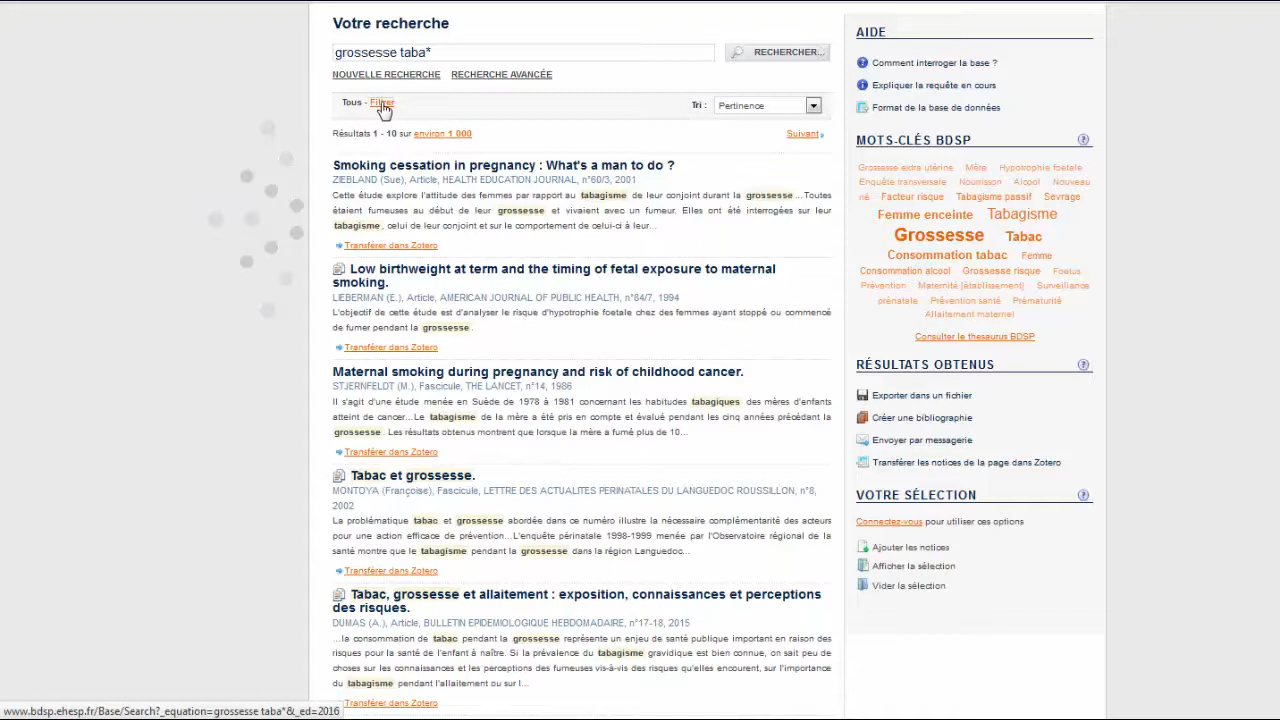 Votre recherche
grossesse taba*
RECHERCHER...
NOUVELLE RECHERCHE RECHERCHE AVANCÉE
Tous - Filtrer
Tri : Pertinence
Résultats 1 - 10 sur environ 1 000
Suivant
Smoking cessation in pregnancy : What's a man to do ?
ZIEBLAND (Sue), Article, HEALTH EDUCATION JOURNAL, n°60/3, 2001
Cette étude explore l'attitude des femmes par rapport au tabagisme de leur conjoint durant la grossesse...Toutes
étaient fumeuses au début de leur grossesse et vivaient avec un fumeur. Elles ont été interrogées sur leur
tabagisme, celui de leur conjoint et sur le comportement de celui-ci à leur...
Transférer dans Zotero
Low birthweight at term and the timing of fetal exposure to maternal
smoking.
LIEBERMAN (E.), Article, AMERICAN JOURNAL OF PUBLIC HEALTH, n°84/7, 1994
L'objectif de cette étude est d'analyser le risque d'hypotrophie foetale chez des femmes ayant stoppé ou commencé
de fumer pendant la grossesse.
Transférer dans Zotero
Maternal smoking during pregnancy and risk of childhood cancer.
STJERNFELDT (M.), Fascicule, THE LANCET, n°14, 1986
Il s'agit d'une étude menée en Suède de 1978 à 1981 concernant les habitudes tabagiques des mères d'enfants
atteint de cancer...Le tabagisme de la mère a été pris en compte et évalué pendant les cinq années précédant la
grossesse. Les résultats obtenus montrent que lorsque la mère a fumé plus de 10...
Transférer dans Zotero
Tabac et grossesse.
MONTOYA (Françoise), Fascicule, LETTRE DES ACTUALITES PERINATALES DU LANGUEDOC ROUSSILLON, n°8,
2002
La problématique tabac et grossesse abordée dans ce numéro illustre la nécessaire complémentarité des acteurs
pour une action efficace de prévention...L'enquête périnatale 1998-1999 menée par l'Observatoire régional de la
santé montre que le tabagisme pendant la grossesse dans la région Languedoc...
Transférer dans Zotero
Tabac, grossesse et allaitement : exposition, connaissances et perceptions
des risques.
DUMAS (A.), Article, BULLETIN EPIDEMIOLOGIQUE HEBDOMADAIRE, n°17-18, 2015
...la consommation de tabac pendant la grossesse représente un enjeu de santé publique important en raison des
risques pour la santé de l'enfant à naître. Si la prévalence du tabagisme gravidique est bien connue, on sait peu de
choses sur les connaissances et les perceptions des fumeuses vis-à-vis des risques qu'elles encourent, sur l'importance
du tabagisme pendant l'allaitement ou sur l...
Transférer dans Zotero
AIDE
Comment interroger la base ?
Expliquer la requête en cours
Format de la base de données
MOTS-CLÉS BDSP
Grossesse extra utérine Mère Hypotrophie foetale
Enquête transversale Nourrisson Alcool Nouveau
né Facteur risque Tabagisme passif Sevrage
Femme enceinte Tabagisme
Grossesse Tabac
Consommation tabac Femme
Consommation alcool Grossesse risque Foetus
Prévention Maternité [établissement] Surveillance
prénatale Prévention santé Prématurité
Allaitement maternel
Consulter le thesaurus BDSP
RÉSULTATS OBTENUS
Exporter dans un fichier
Créer une bibliographie
Envoyer par messagerie
Transférer les notices de la page dans Zotero
VOTRE SÉLECTION
Connectez-vous pour utiliser ces options
Ajouter les notices
Afficher la sélection
Vider la sélection
www.bdsp.ehesp.fr/Base/Search?_equation=grossesse taba*&_ed=2016